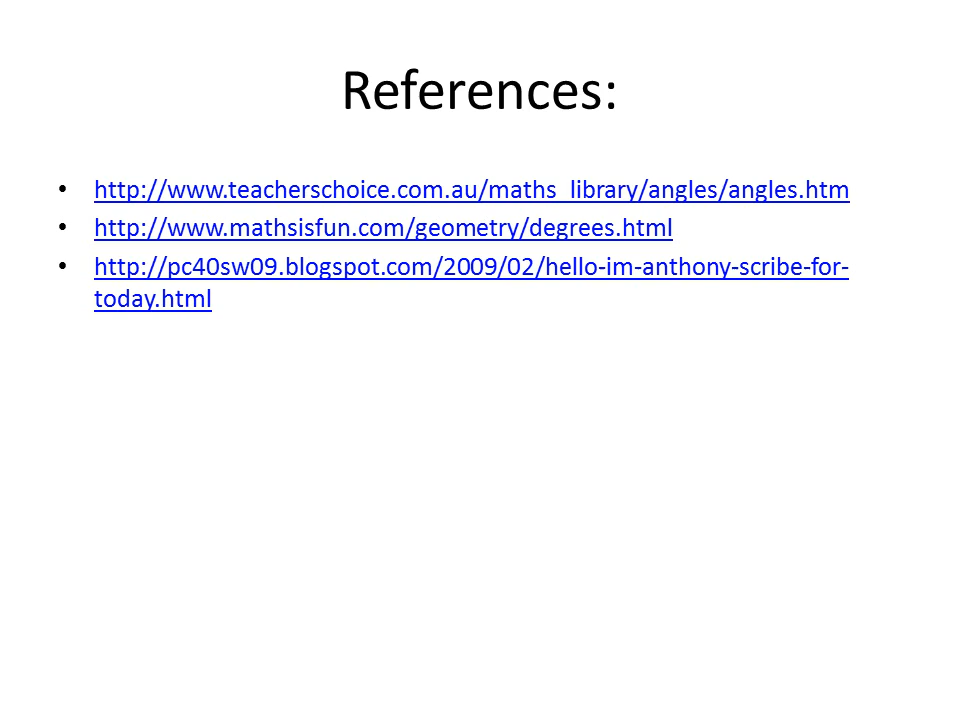 References:
• http://www.teacherschoice.com.au/maths_library/angles/angles.htm
• http://www.mathsisfun.com/geometry/degrees.html
• http://pc40sw09.blogspot.com/2009/02/hello-im-anthony-scribe-for-
today.html